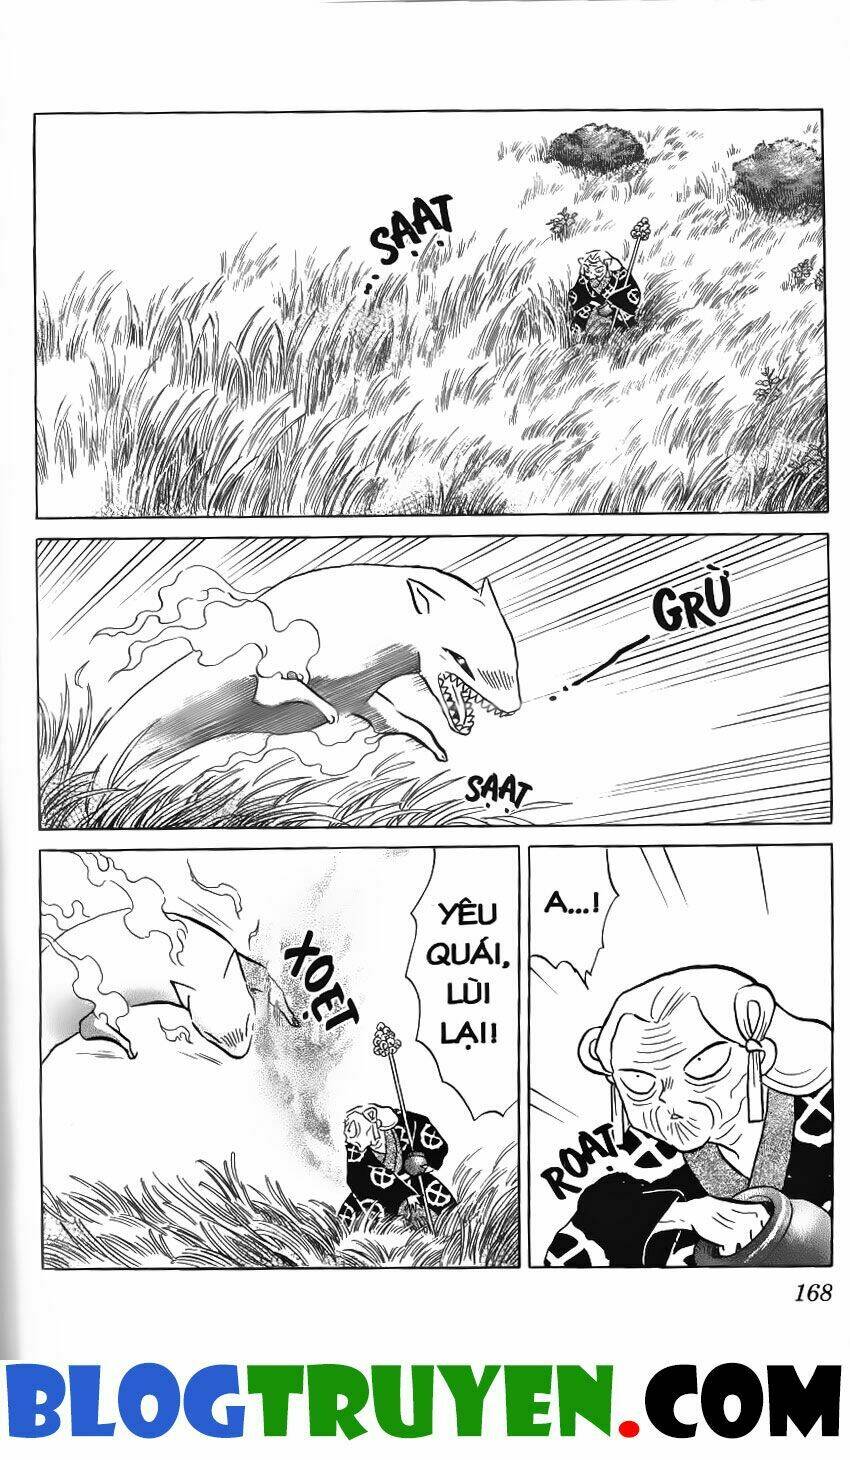 SẠẠT
GRỪ
SẠẠT
A...!
ROẠT
YÊU
QUÁI,
LÙI
LẠI!
XOẸT
168
BLOGTRUYEN.COM